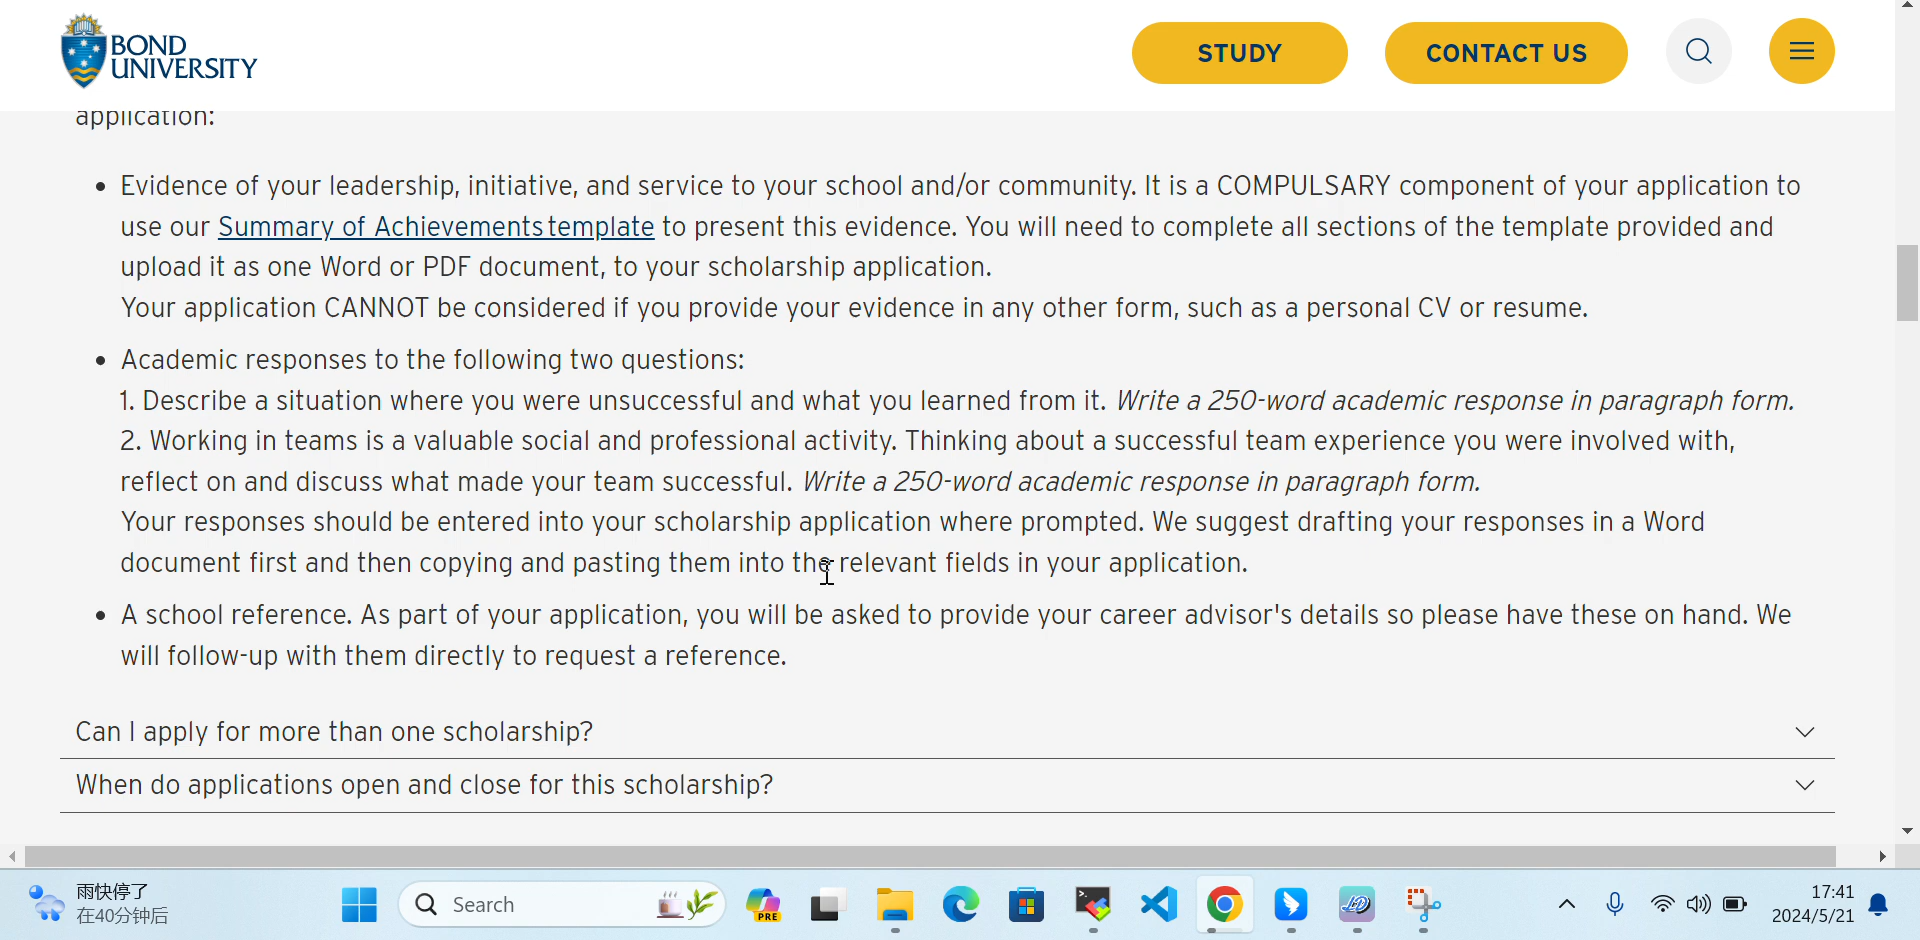 BOND
UNIVERSITY
STUDY
CONTACT US
application:
Evidence of your leadership, initiative, and service to your school and/or community. It is a COMPULSARY component of your application to
use our Summary of Achievements template to present this evidence. You will need to complete all sections of the template provided and
upload it as one Word or PDF document, to your scholarship application.
Your application CANNOT be considered if you provide your evidence in any other form, such as a personal CV or resume.
Academic responses to the following two questions:
1. Describe a situation where you were unsuccessful and what you learned from it. Write a 250-word academic response in paragraph form.
2. Working in teams is a valuable social and professional activity. Thinking about a successful team experience you were involved with,
reflect on and discuss what made your team successful. Write a 250-word academic response in paragraph form.
Your responses should be entered into your scholarship application where prompted. We suggest drafting your responses in a Word
document first and then copying and pasting them into the relevant fields in your application.
A school reference. As part of your application, you will be asked to provide your career advisor's details so please have these on hand. We
will follow-up with them directly to request a reference.
Can I apply for more than one scholarship?
When do applications open and close for this scholarship?
雨快停了
在40分钟后
Search
PRE
17:41
2024/5/21